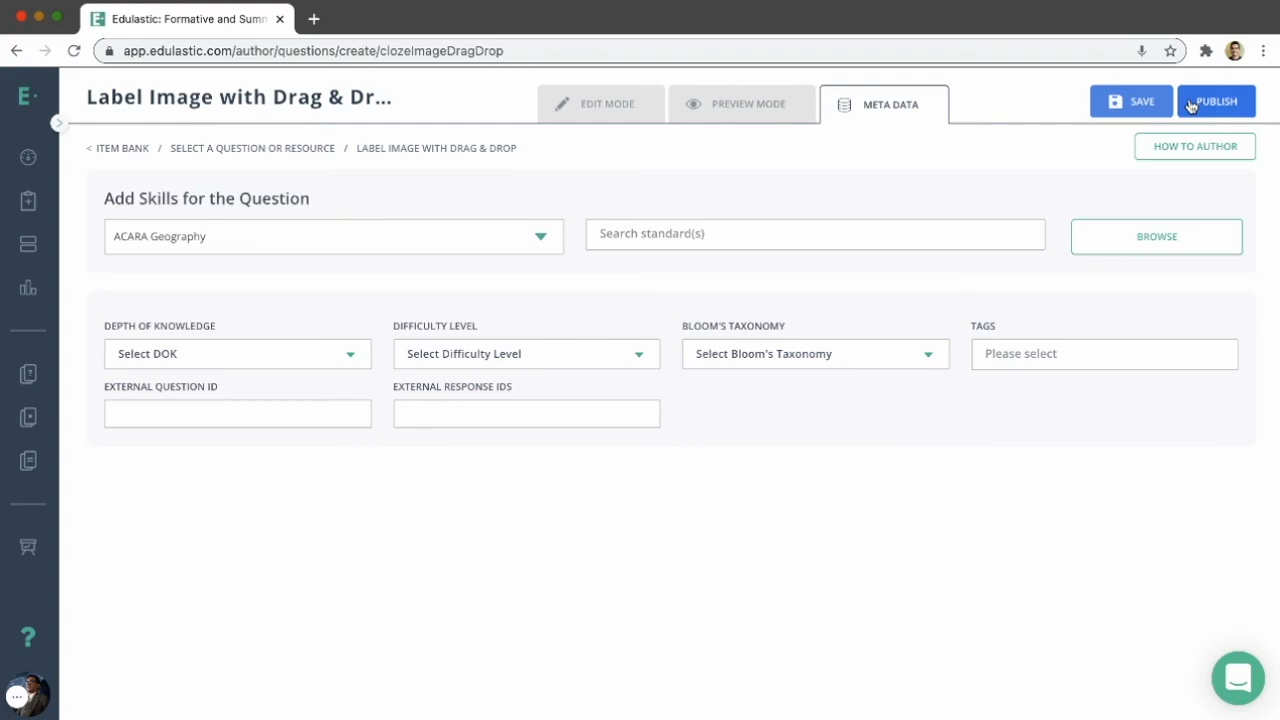 Edulastic: Formative and Summ
app.edulastic.com/author/questions/create/clozeImageDragDrop
E
Label Image with Drag & Dr...
EDIT MODE
PREVIEW MODE
META DATA
SAVE
PUBLISH
< ITEM BANK / SELECT A QUESTION OR RESOURCE / LABEL IMAGE WITH DRAG & DROP
HOW TO AUTHOR
Add Skills for the Question
ACARA Geography
Search standard(s)
BROWSE
DEPTH OF KNOWLEDGE
DIFFICULTY LEVEL
BLOOM'S TAXONOMY
TAGS
Select DOK
Select Difficulty Level
Select Bloom's Taxonomy
Please select
EXTERNAL QUESTION ID
EXTERNAL RESPONSE IDS
?